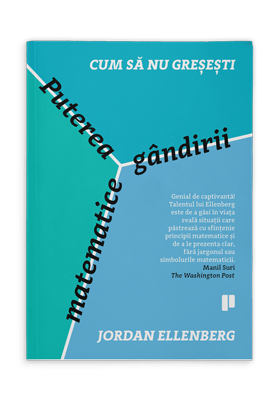 CUM SĂ NU GREȘEȘTI
Puterea
gândirii
matematice
Genial de captivantă!
Talentul lui Ellenberg
este de a găsi în viața
reală situații care
păstrează cu sfințenie
principii matematice și
de a le prezenta clar,
fără jargonul sau
simbolurile matematicii.
Manil Suri
The Washington Post
JORDAN ELLENBERG